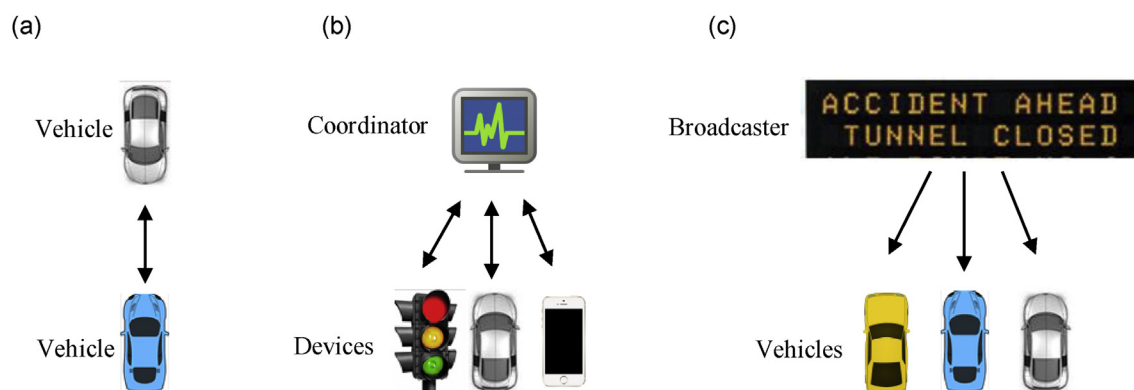 (a)
(b)
(c)
Vehicle
Coordinator
Broadcaster
ACCIDENT AHEAD
TUNNEL CLOSED
Vehicle
Devices
Vehicles